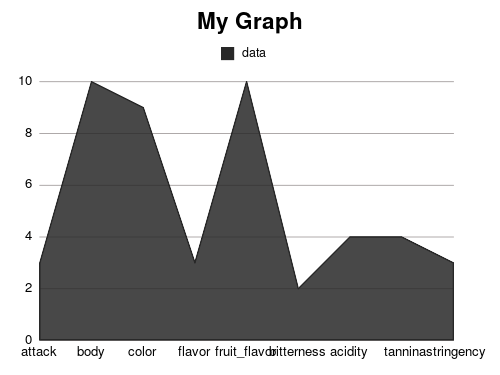 My Graph
data
10
8
6
4
2
0
attack body color flavor fruit_flavor bitterness acidity tannin astringency